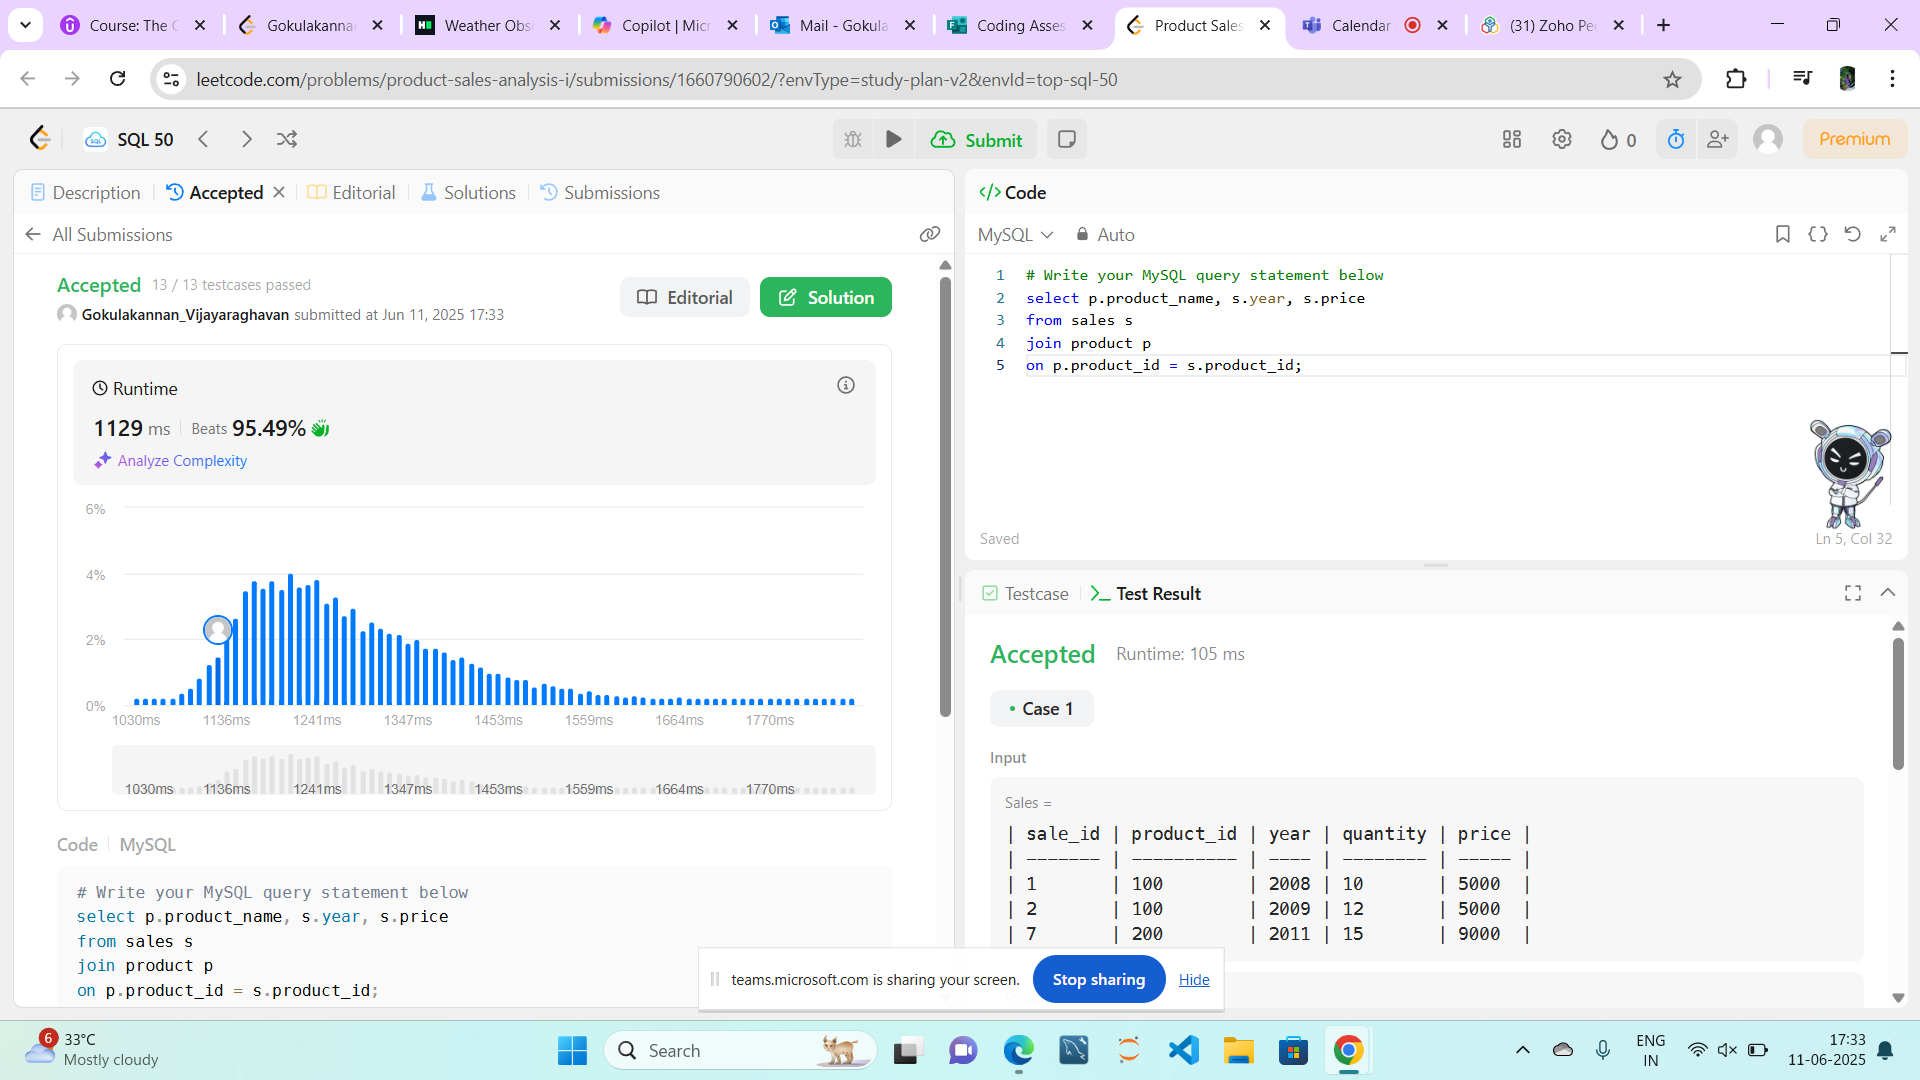 Course: The C
Gokulakannan
Weather Obs
Copilot | Micr
Mail - Gokula
Coding Asses
Product Sales
Calendar
(31) Zoho Peo
leetcode.com/problems/product-sales-analysis-i/submissions/1660790602/?envType=study-plan-v2&envId=top-sql-50
SQL 50
Submit
0
Premium
Description
Accepted
Editorial
Solutions
Submissions
All Submissions
Accepted 13 / 13 testcases passed
Gokulakannan_Vijayaraghavan submitted at Jun 11, 2025 17:33
Editorial
Solution
Runtime
1129 ms Beats 95.49%
Analyze Complexity
6%
4%
2%
0%
1030ms 1136ms 1241ms 1347ms 1453ms 1559ms 1664ms 1770ms
1030ms 1136ms 1241ms 1347ms 1453ms 1559ms 1664ms 1770ms
Code MySQL
# Write your MySQL query statement below
select p.product_name, s.year, s.price
from sales s
join product p
on p.product_id = s.product_id;
</> Code
MySQL Auto
1 # Write your MySQL query statement below
2 select p.product_name, s.year, s.price
3 from sales s
4 join product p
5 on p.product_id = s.product_id;
Saved
Ln 5, Col 32
Testcase
Test Result
Accepted Runtime: 105 ms
• Case 1
Input
Sales =
| sale_id | product_id | year | quantity | price |
| ------- | ---------- | ---- | -------- | ----- |
| 1 | 100 | 2008 | 10 | 5000 |
| 2 | 100 | 2009 | 12 | 5000 |
| 7 | 200 | 2011 | 15 | 9000 |
teams.microsoft.com is sharing your screen.
Stop sharing
Hide
6
33°C
Mostly cloudy
Search
ENG
IN
17:33
11-06-2025